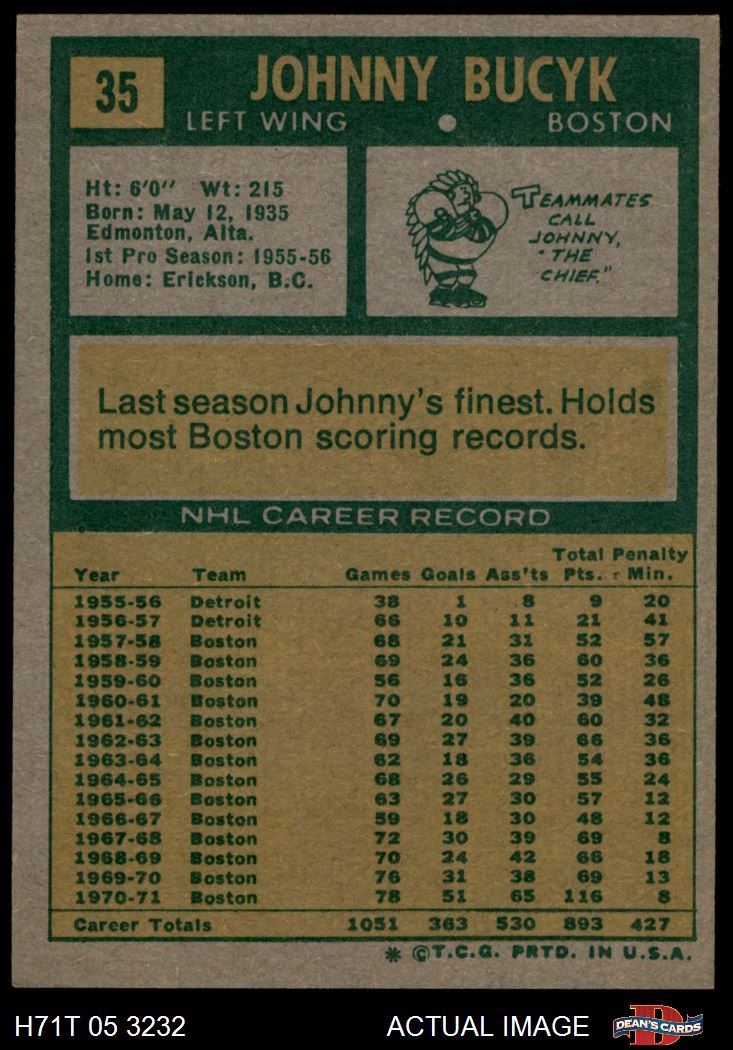 35
JOHNNY BUCYK
LEFT WING • BOSTON
Ht: 6'0" Wt: 215
Born: May 12, 1935
Edmonton, Alta.
1st Pro Season: 1955-56
Home: Erickson, B.C.
TEAMMATES
CALL
JOHNNY,
"THE
CHIEF."
Last season Johnny's finest. Holds
most Boston scoring records.
NHL CAREER RECORD
Total Penalty
Year Team Games Goals Ass'ts Pts. Min.
1955-56 Detroit 38 1 8 9 20
1956-57 Detroit 66 10 11 21 41
1957-58 Boston 68 21 31 52 57
1958-59 Boston 69 24 36 60 36
1959-60 Boston 56 16 36 52 26
1960-61 Boston 70 19 20 39 48
1961-62 Boston 67 20 40 60 32
1962-63 Boston 69 27 39 66 36
1963-64 Boston 62 18 36 54 36
1964-65 Boston 68 26 29 55 24
1965-66 Boston 63 27 30 57 12
1966-67 Boston 59 18 30 48 12
1967-68 Boston 72 30 39 69 8
1968-69 Boston 70 24 42 66 18
1969-70 Boston 76 31 38 69 13
1970-71 Boston 78 51 65 116 8
Career Totals 1051 363 530 893 427
* ©T.C.G. PRTD. IN U.S.A.
H71T 05 3232 ACTUAL IMAGE DEAN'S CARDS